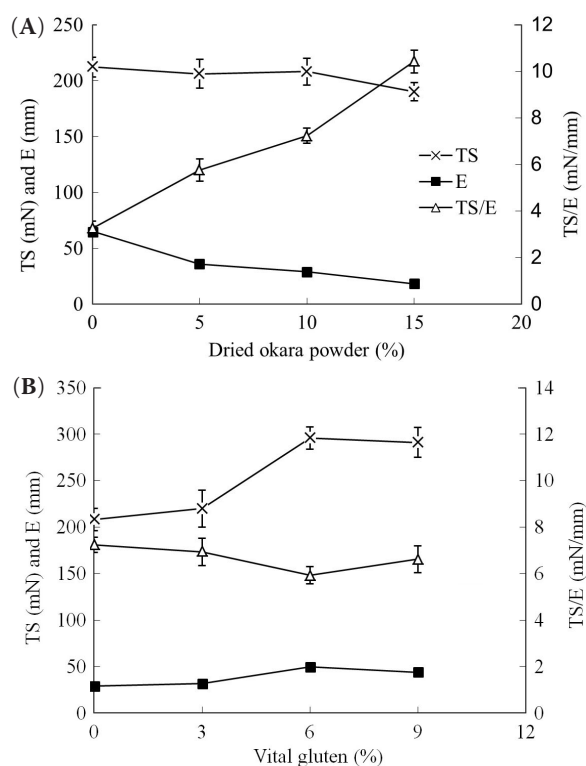 (A)
250
200
150
100
50
0
TS (mN) and E (mm)
12
10
8
6
4
2
0
TS/E (mN/mm)
TS
E
TS/E
0 5 10 15 20
Dried okara powder (%)
(B)
350
300
250
200
150
100
50
0
TS (mN) and E (mm)
14
12
10
8
6
4
2
0
TS/E (mN/mm)
0 3 6 9 12
Vital gluten (%)